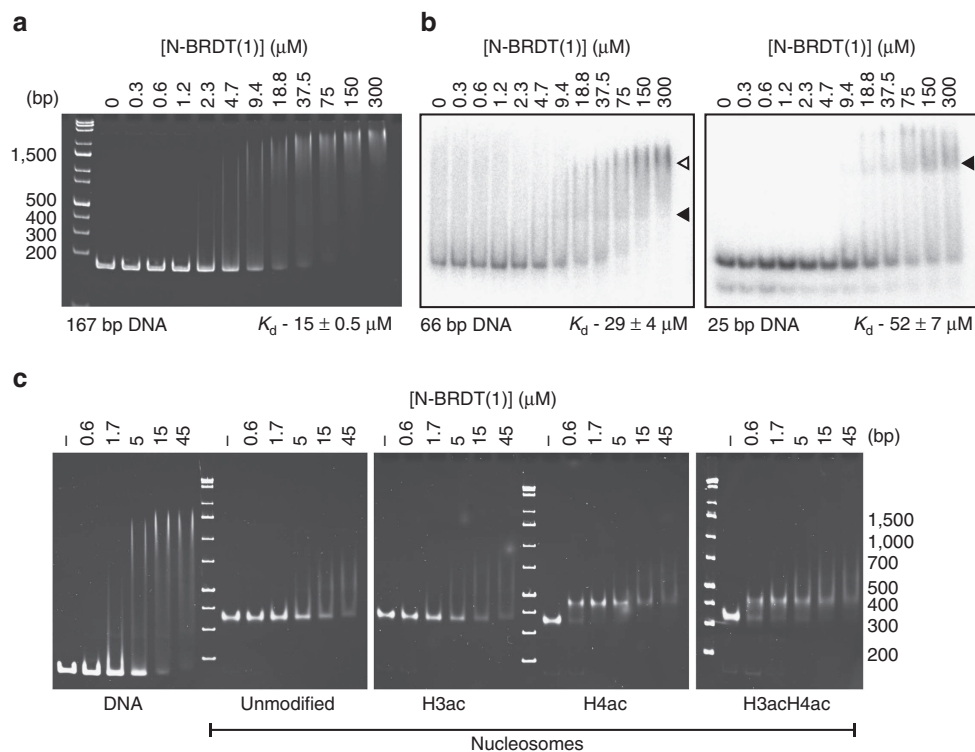 a
[N-BRDT(1)] (µM)
(bp)
0 0.3 0.6 1.2 2.3 4.7 9.4 18.8 37.5 75 150 300
1,500
500
400
300
200
167 bp DNA Kd - 15 ± 0.5 µM
b
[N-BRDT(1)] (µM) [N-BRDT(1)] (µM)
0 0.3 0.6 1.2 2.3 4.7 9.4 18.8 37.5 75 150 300 0 0.3 0.6 1.2 2.3 4.7 9.4 18.8 37.5 75 150 300
66 bp DNA Kd - 29 ± 4 µM 25 bp DNA Kd - 52 ± 7 µM
c
[N-BRDT(1)] (µM)
– 0.6 1.7 5 15 45 – 0.6 1.7 5 15 45 – 0.6 1.7 5 15 45 – 0.6 1.7 5 15 45 – 0.6 1.7 5 15 45 (bp)
1,500
1,000
700
500
400
300
200
DNA Unmodified H3ac H4ac H3acH4ac
Nucleosomes